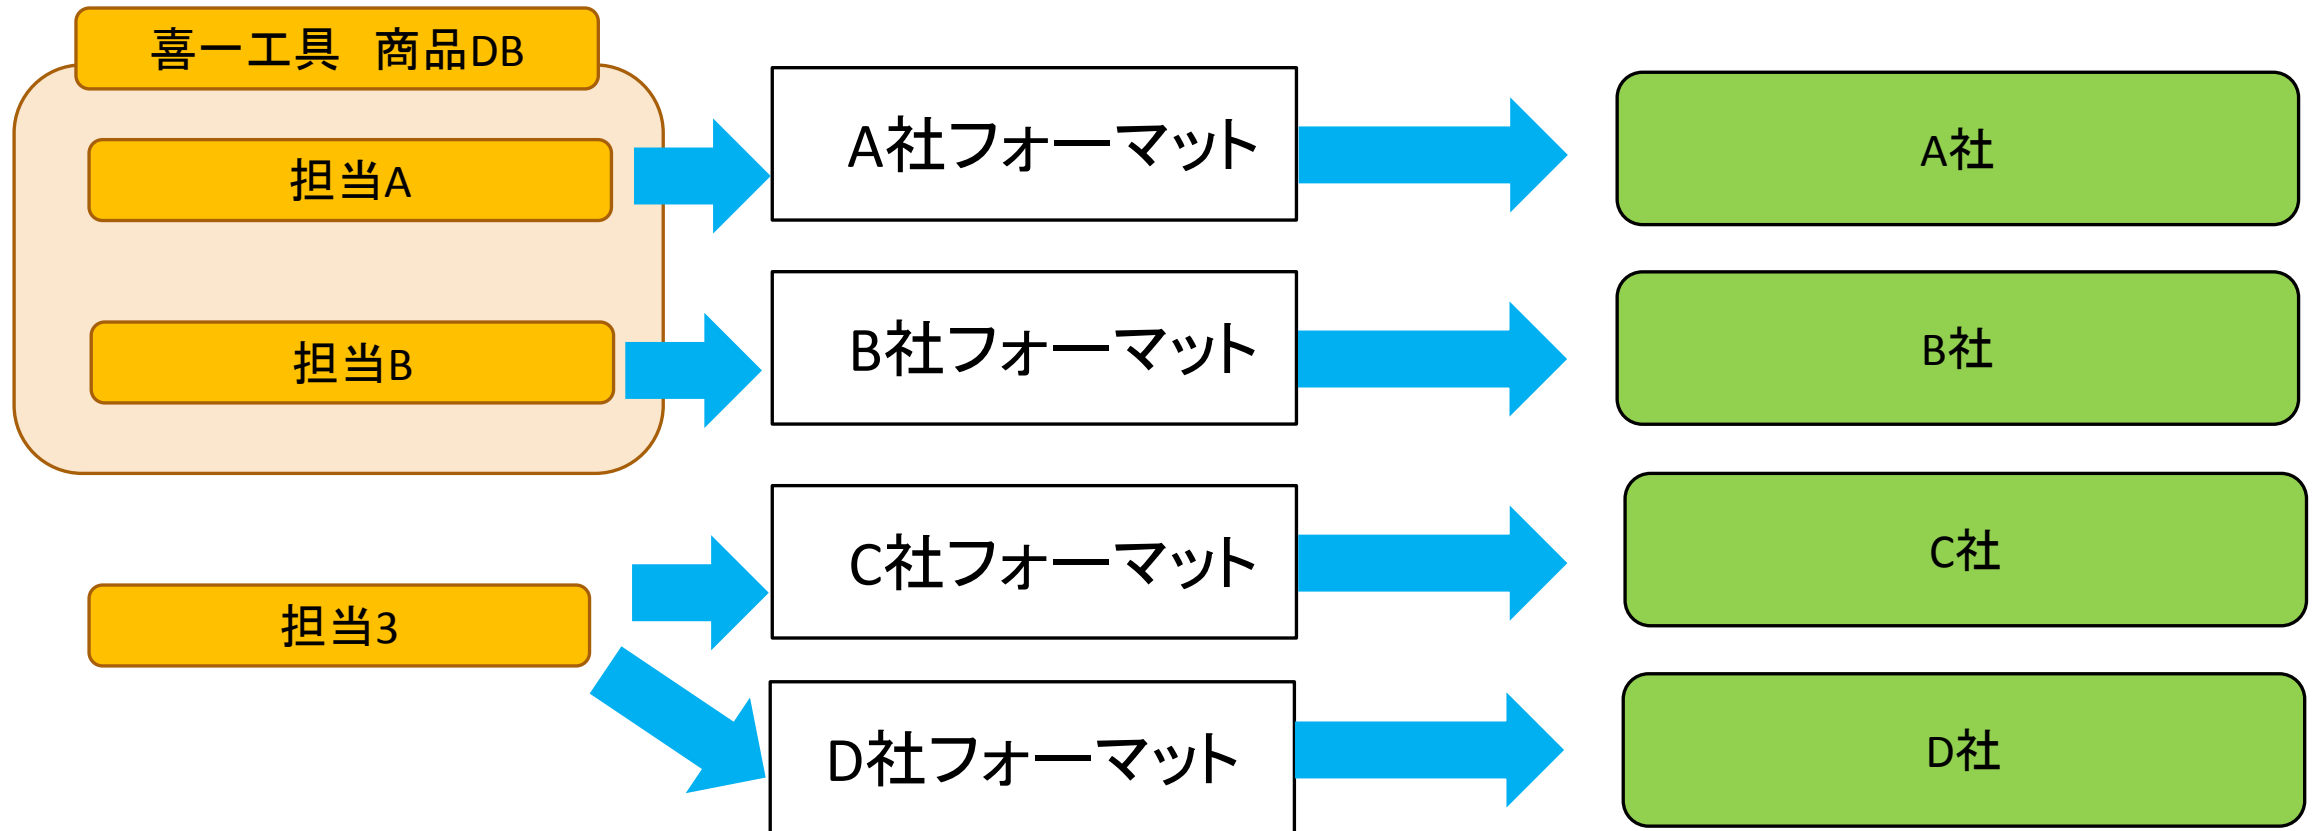 喜一工具　商品DB
担当A
A社フォーマット
A社
担当B
B社フォーマット
B社
C社フォーマット
C社
担当3
D社フォーマット
D社